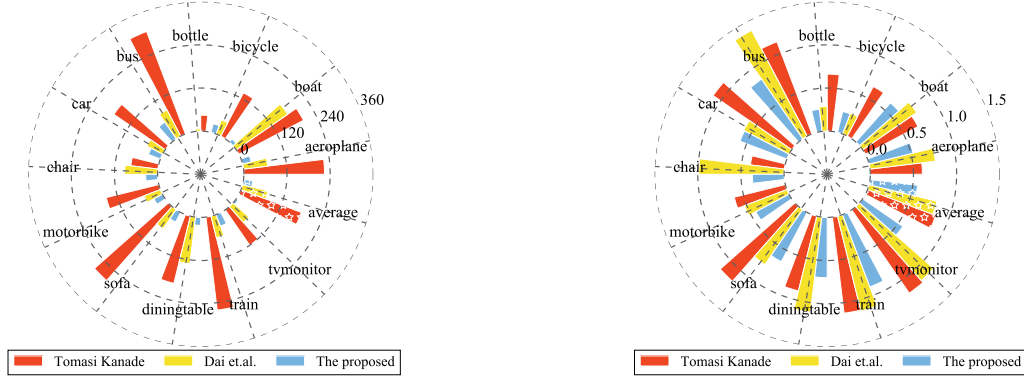 bottle
bicycle
bus
boat
360
car
240
120
0
aeroplane
chair
average
motorbike
tvmonitor
sofa
train
diningtable
Tomasi Kanade Dai et.al. The proposed
bottle
bicycle
bus
boat
1.5
car
1.0
0.5
0.0
aeroplane
chair
average
motorbike
tvmonitor
sofa
train
diningtable
Tomasi Kanade Dai et.al. The proposed